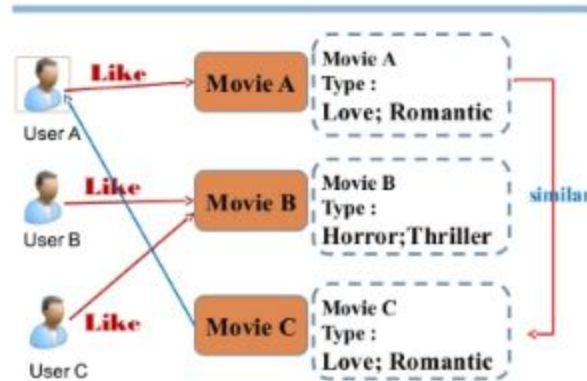 Like
Movie A
Movie A
Type :
Love; Romantic
User A
Like
Movie B
Movie B
Type :
Horror;Thriller
similar
User B
Like
Movie C
Movie C
Type :
Love; Romantic
User C